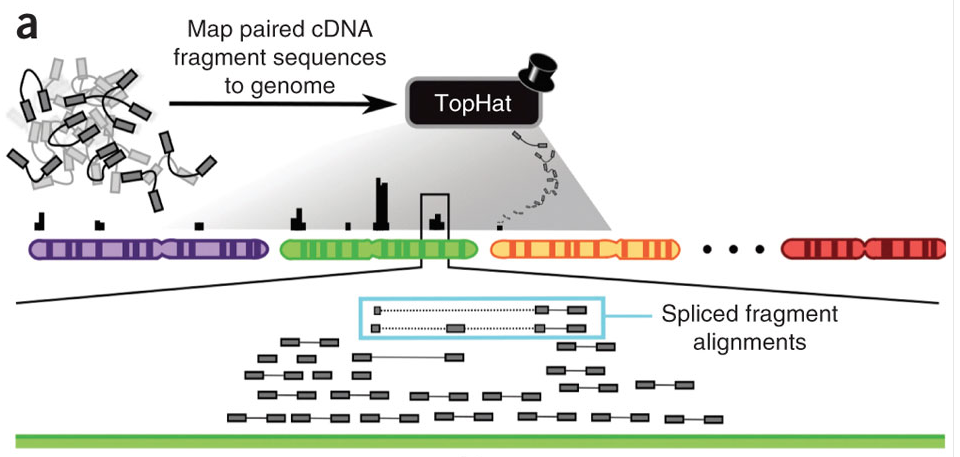 a
Map paired cDNA
fragment sequences
to genome
TopHat
Spliced fragment
alignments